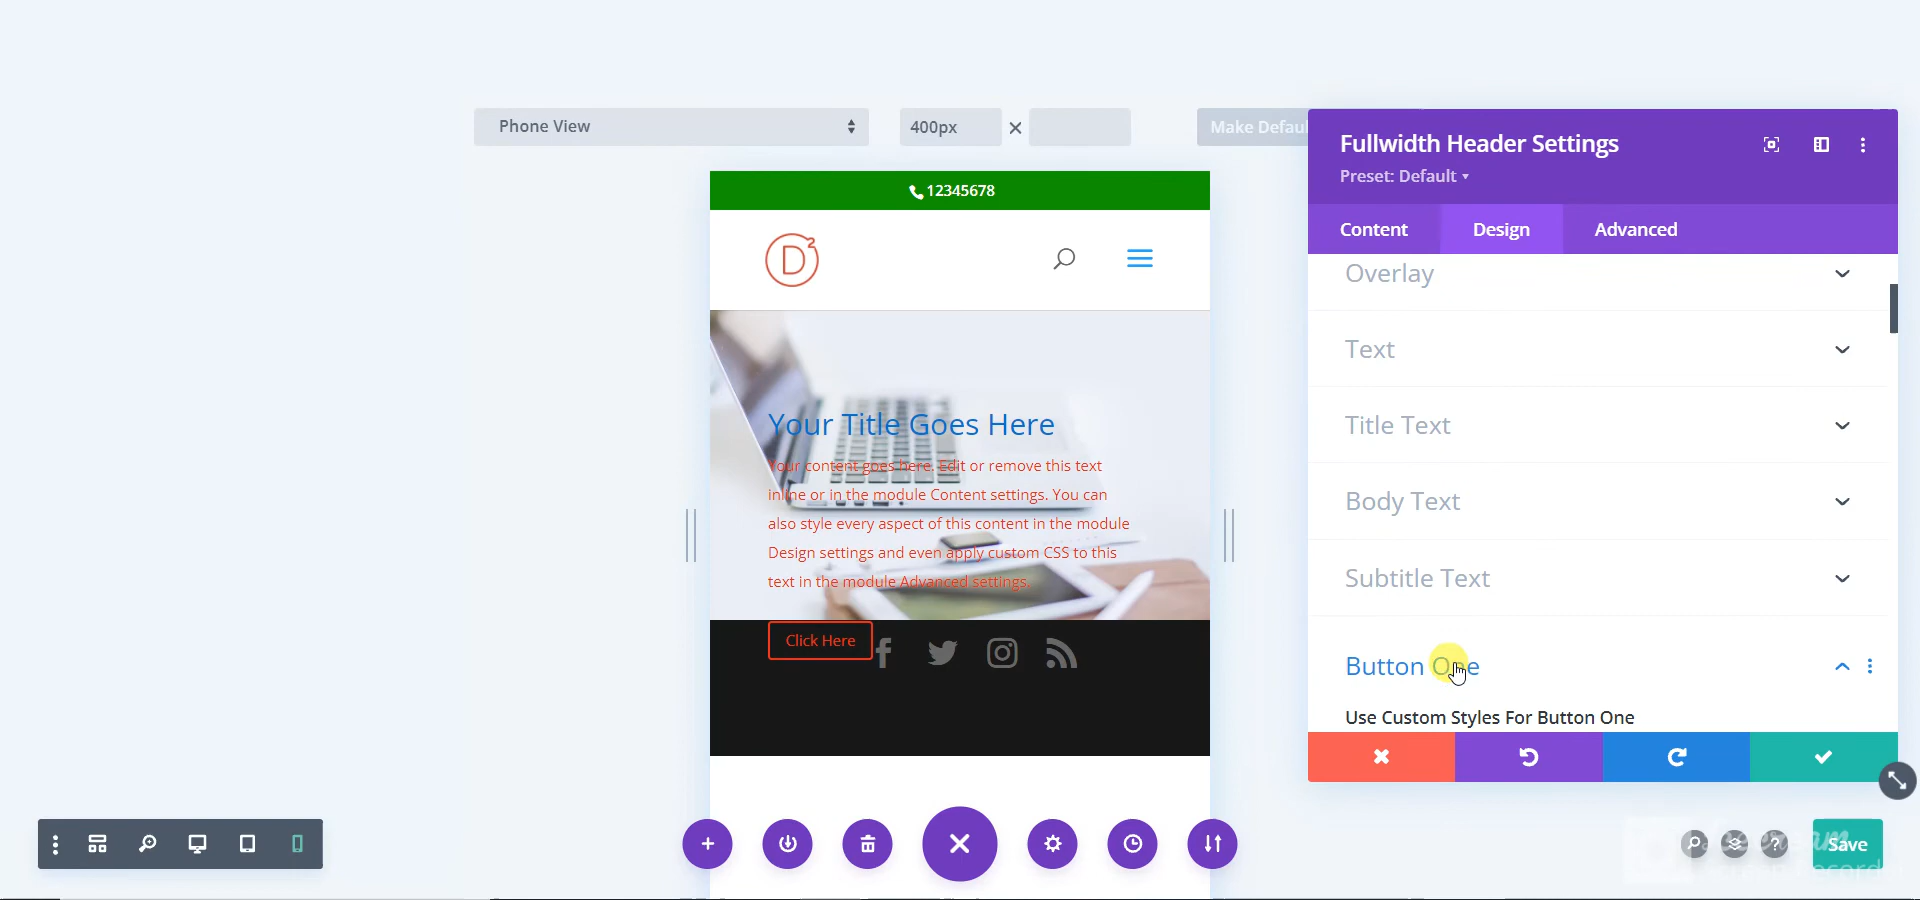 Phone View
400px
Make Defaul
Fullwidth Header Settings
Preset: Default
Content Design Advanced
12345678
D2
Overlay
Text
Title Text
Body Text
Subtitle Text
Button One
Use Custom Styles For Button One
Your Title Goes Here
Your content goes here. Edit or remove this text
inline or in the module Content settings. You can
also style every aspect of this content in the module
Design settings and even apply custom CSS to this
text in the module Advanced settings.
Click Here
Save